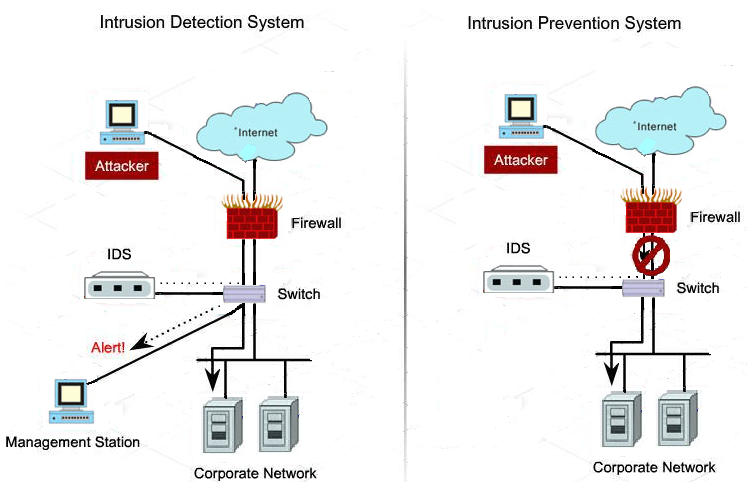 Intrusion Detection System
Internet
Attacker
Firewall
IDS
Switch
Alert!
Management Station
Corporate Network
Intrusion Prevention System
Internet
Attacker
Firewall
IDS
Switch
Corporate Network